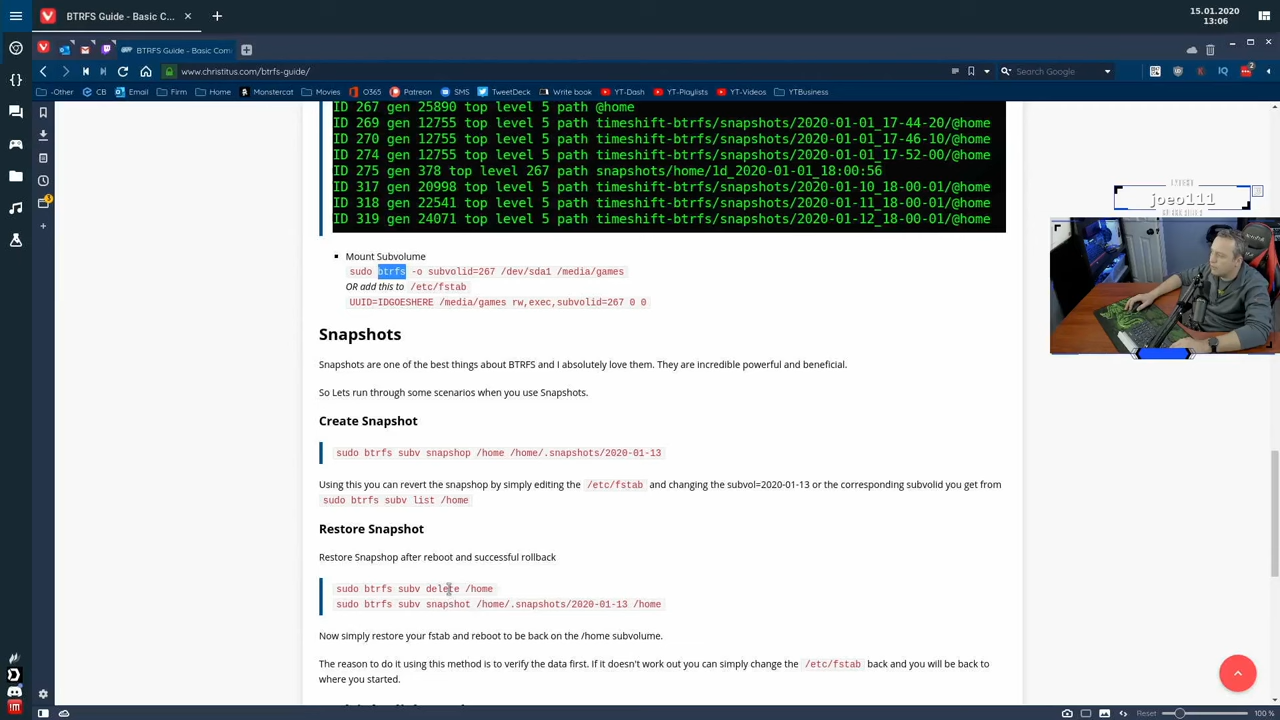 BTRFS Guide - Basic C...
15.01.2020
13:06
BTRFS Guide - Basic Com
www.christitus.com/btrfs-guide/
Search Google
-Other
CB
Email
Firm
Home
Monstercat
Movies
O365
Patreon
SMS
TweetDeck
Write book
YT-Dash
YT-Playlists
YT-Videos
YTBusiness
ID 267 gen 25890 top level 5 path @home
ID 269 gen 12755 top level 5 path timeshift-btrfs/snapshots/2020-01-01_17-44-20/@home
ID 270 gen 12755 top level 5 path timeshift-btrfs/snapshots/2020-01-01_17-46-10/@home
ID 274 gen 12755 top level 5 path timeshift-btrfs/snapshots/2020-01-01_17-52-00/@home
ID 275 gen 378 top level 267 path snapshots/home/1d_2020-01-01_18:00:56
ID 317 gen 20998 top level 5 path timeshift-btrfs/snapshots/2020-01-10_18-00-01/@home
ID 318 gen 22541 top level 5 path timeshift-btrfs/snapshots/2020-01-11_18-00-01/@home
ID 319 gen 24071 top level 5 path timeshift-btrfs/snapshots/2020-01-12_18-00-01/@home
joeo111
Mount Subvolume
sudo btrfs -o subvolid=267 /dev/sda1 /media/games
OR add this to /etc/fstab
UUID=IDGOESHERE /media/games rw,exec,subvolid=267 0 0
Snapshots
Snapshots are one of the best things about BTRFS and I absolutely love them. They are incredible powerful and beneficial.
So Lets run through some scenarios when you use Snapshots.
Create Snapshot
sudo btrfs subv snapshop /home /home/.snapshots/2020-01-13
Using this you can revert the snapshop by simply editing the /etc/fstab and changing the subvol=2020-01-13 or the corresponding subvolid you get from
sudo btrfs subv list /home
Restore Snapshot
Restore Snapshop after reboot and successful rollback
sudo btrfs subv delete /home
sudo btrfs subv snapshot /home/.snapshots/2020-01-13 /home
Now simply restore your fstab and reboot to be back on the /home subvolume.
The reason to do it using this method is to verify the data first. If it doesn't work out you can simply change the /etc/fstab back and you will be back to
where you started.
Reset
100 %